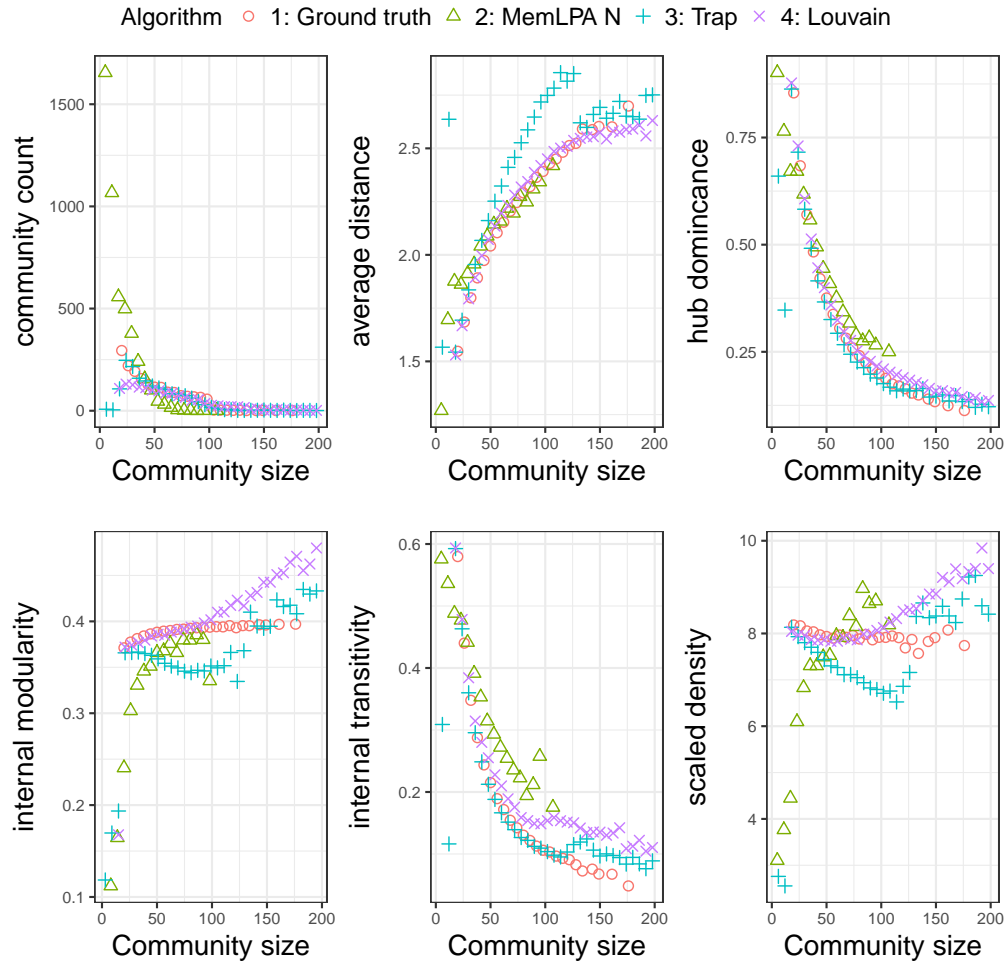 Algorithm 1: Ground truth 2: MemLPA N 3: Trap 4: Louvain
community count
1500
1000
500
0
0 50 100 150 200
Community size
average distance
2.5
2.0
1.5
0 50 100 150 200
Community size
hub domincance
0.75
0.50
0.25
0 50 100 150 200
Community size
internal modularity
0.4
0.3
0.2
0.1
0 50 100 150 200
Community size
internal transitivity
0.6
0.4
0.2
0 50 100 150 200
Community size
scaled density
10
8
6
4
0 50 100 150 200
Community size